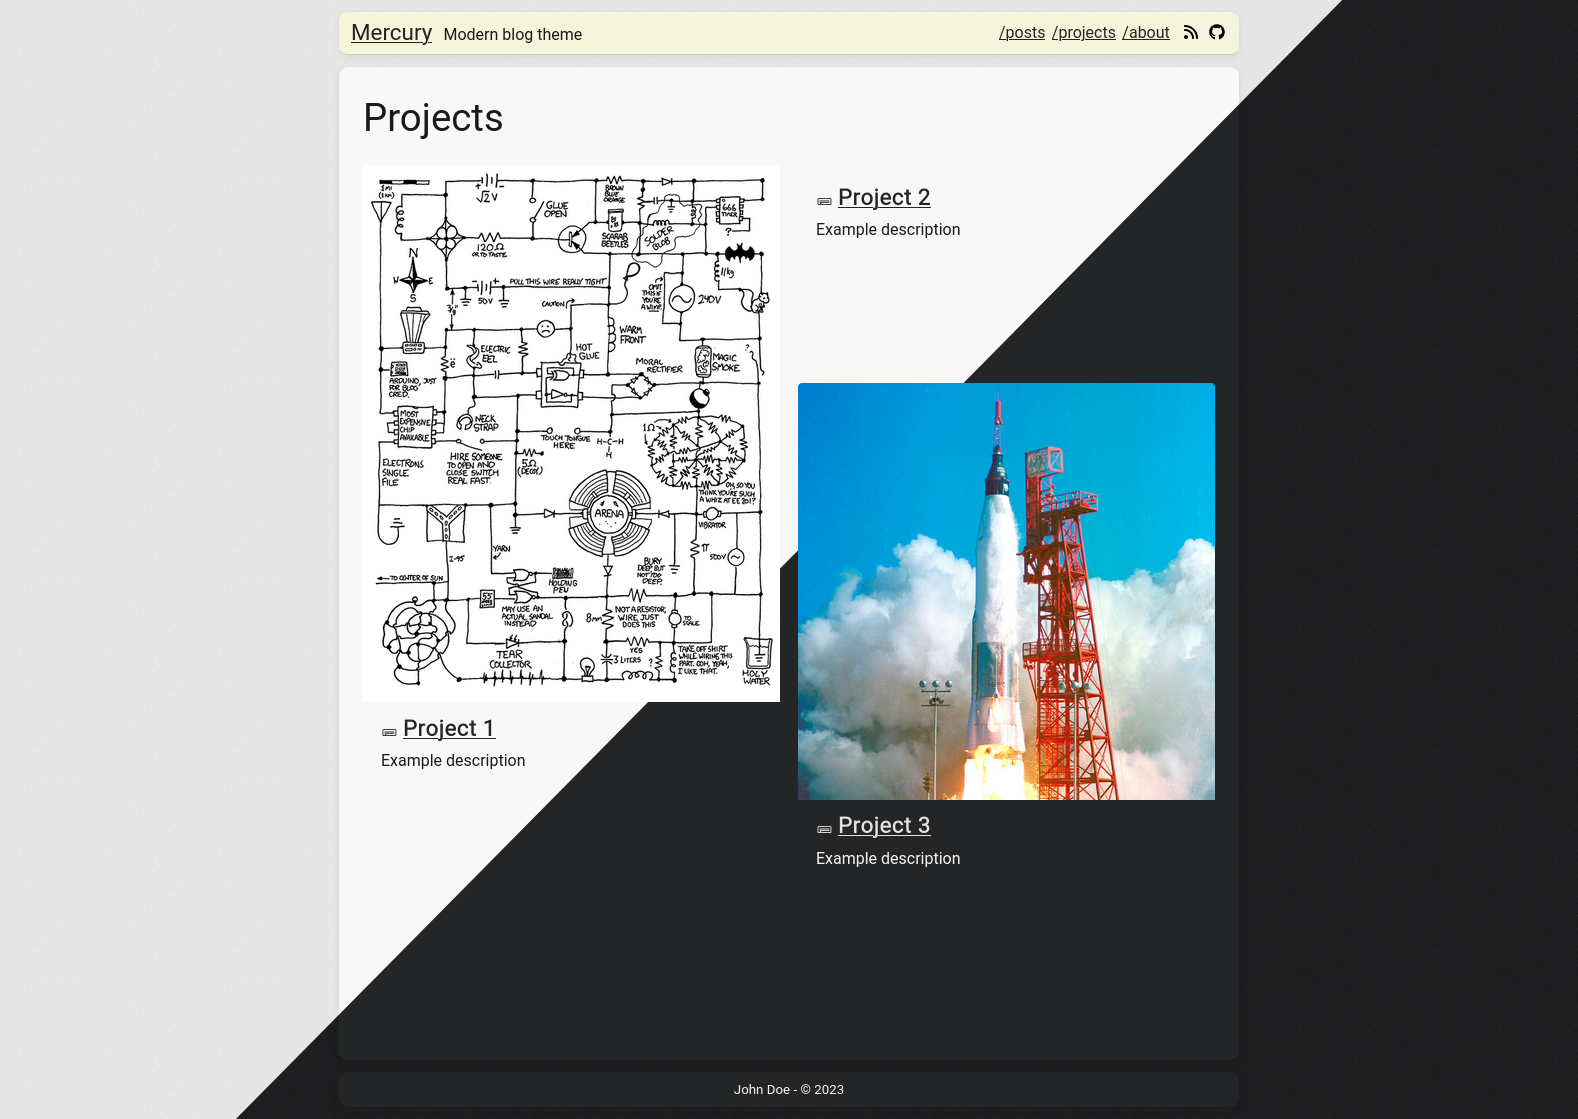 Mercury Modern blog theme /posts /projects /about
Projects
1 MI
(1 KM)
√2 V
GLUE
OPEN
BROWN
BLUE
ORANGE
SCARAB
BEETLES
SOLDER
BLOB
666
TIMER
?
120Ω
OR TO TASTE
N
W E
S
11kg
PULL THIS WIRE REALLY TIGHT
50V
CAUTION
OMIT
THIS IF
YOU'RE
A WIMP
240V
3/8"
WARM
FRONT
ELECTRIC
EEL
HOT
GLUE
MORAL
RECTIFIER
MAGIC
SMOKE
?
ë
ARDUINO, JUST
FOR BLOG
CRED.
MOST
EXPENSIVE
CHIP
AVAILABLE
NECK
STRAP
TOUCH TONGUE
HERE
H-C-H
H
1Ω
ELECTRONS
SINGLE
FILE
HIRE SOMEONE
TO OPEN AND
CLOSE SWITCH
REAL FAST.
5Ω
(DECOY)
OH, SO YOU
THINK YOU'RE SUCH
A WHIZ AT EE 201?
ARENA
VIBRATOR
I-95
YARN
π
500V
BURY
DEEP, BUT
NOT TOO
DEEP.
TO CENTER OF SUN
HOLDING
PEN
555
MAY USE AN
ACTUAL SANDAL
INSTEAD
8mm
NOT A RESISTOR;
WIRE JUST
DOES THIS
TO
SCALE
TEAR
COLLECTOR
YES
3 LITERS
?
TAKE OFF SHIRT
WHILE WIRING THIS
PART. OOH, YEAH,
I LIKE THAT.
HOLY
WATER
Project 1
Example description
Project 2
Example description
Project 3
Example description
John Doe - © 2023